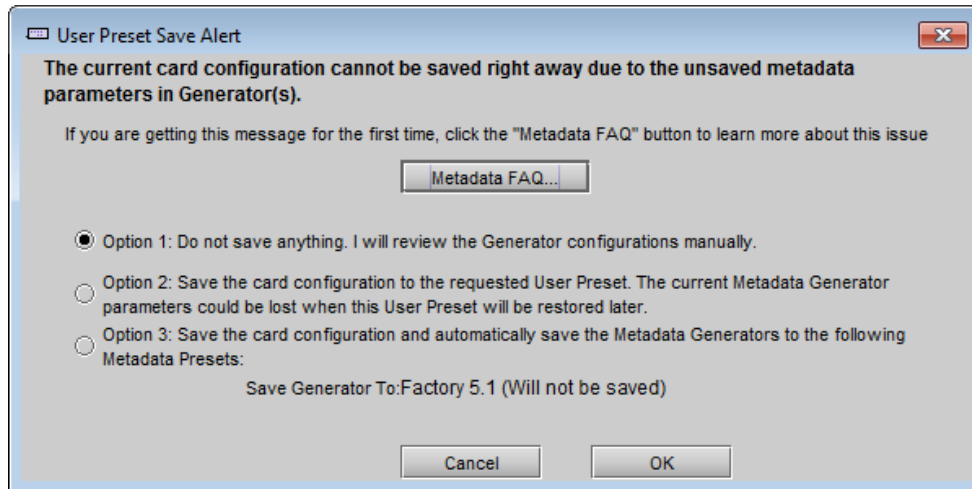 User Preset Save Alert
The current card configuration cannot be saved right away due to the unsaved metadata
parameters in Generator(s).
If you are getting this message for the first time, click the "Metadata FAQ" button to learn more about this issue
Metadata FAQ...
Option 1: Do not save anything. I will review the Generator configurations manually.
Option 2: Save the card configuration to the requested User Preset. The current Metadata Generator
parameters could be lost when this User Preset will be restored later.
Option 3: Save the card configuration and automatically save the Metadata Generators to the following
Metadata Presets:
Save Generator To:Factory 5.1 (Will not be saved)
Cancel OK